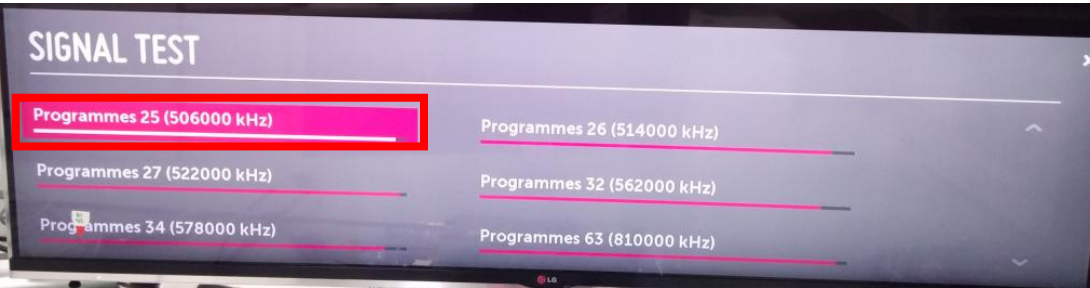 SIGNAL TEST
Programmes 25 (506000 kHz)
Programmes 26 (514000 kHz)
Programmes 27 (522000 kHz)
Programmes 32 (562000 kHz)
Programmes 34 (578000 kHz)
Programmes 63 (810000 kHz)
LG